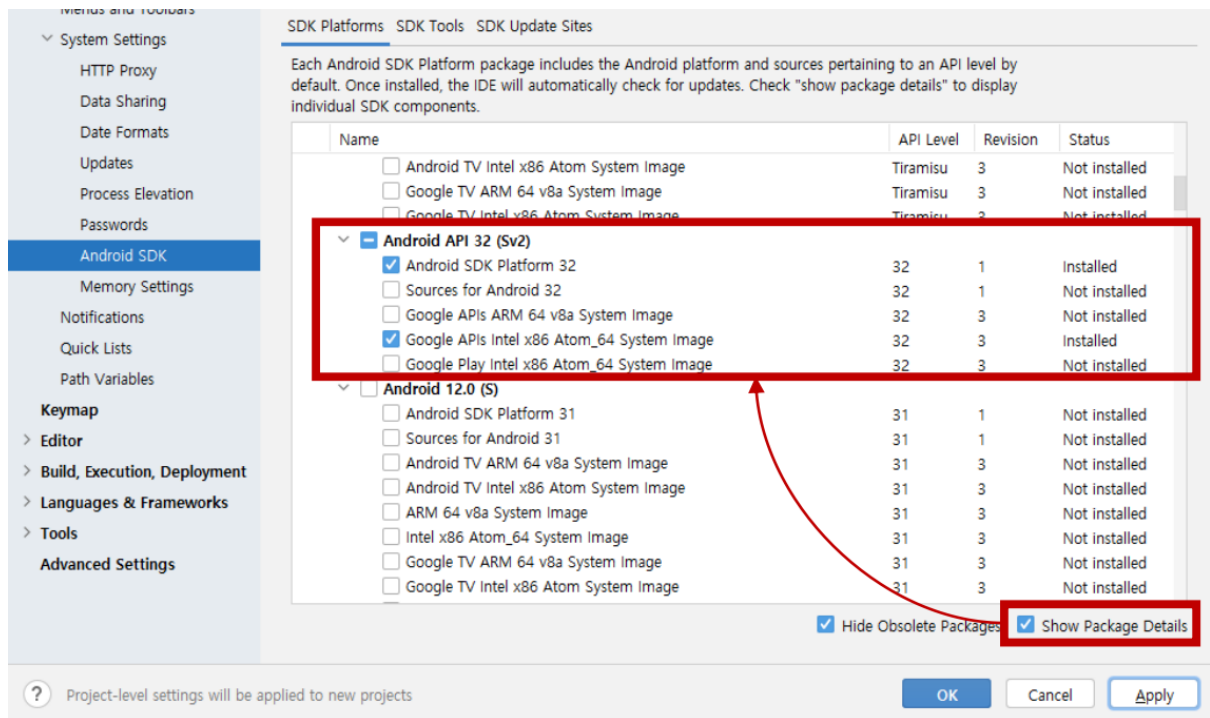 Menus and Toolbars
System Settings
HTTP Proxy
Data Sharing
Date Formats
Updates
Process Elevation
Passwords
Android SDK
Memory Settings
Notifications
Quick Lists
Path Variables
Keymap
Editor
Build, Execution, Deployment
Languages & Frameworks
Tools
Advanced Settings
SDK Platforms SDK Tools SDK Update Sites
Each Android SDK Platform package includes the Android platform and sources pertaining to an API level by
default. Once installed, the IDE will automatically check for updates. Check "show package details" to display
individual SDK components.
Name API Level Revision Status
Android TV Intel x86 Atom System Image Tiramisu 3 Not installed
Google TV ARM 64 v8a System Image Tiramisu 3 Not installed
Google TV Intel x86 Atom System Image Tiramisu 3 Not installed
Android API 32 (Sv2)
Android SDK Platform 32 32 1 Installed
Sources for Android 32 32 1 Not installed
Google APIs ARM 64 v8a System Image 32 3 Not installed
Google APIs Intel x86 Atom_64 System Image 32 3 Installed
Google Play Intel x86 Atom_64 System Image 32 3 Not installed
Android 12.0 (S)
Android SDK Platform 31 31 1 Not installed
Sources for Android 31 31 1 Not installed
Android TV ARM 64 v8a System Image 31 3 Not installed
Android TV Intel x86 Atom System Image 31 3 Not installed
ARM 64 v8a System Image 31 3 Not installed
Intel x86 Atom_64 System Image 31 3 Not installed
Google TV ARM 64 v8a System Image 31 3 Not installed
Google TV Intel x86 Atom System Image 31 3 Not installed
Hide Obsolete Packages Show Package Details
? Project-level settings will be applied to new projects
OK Cancel Apply